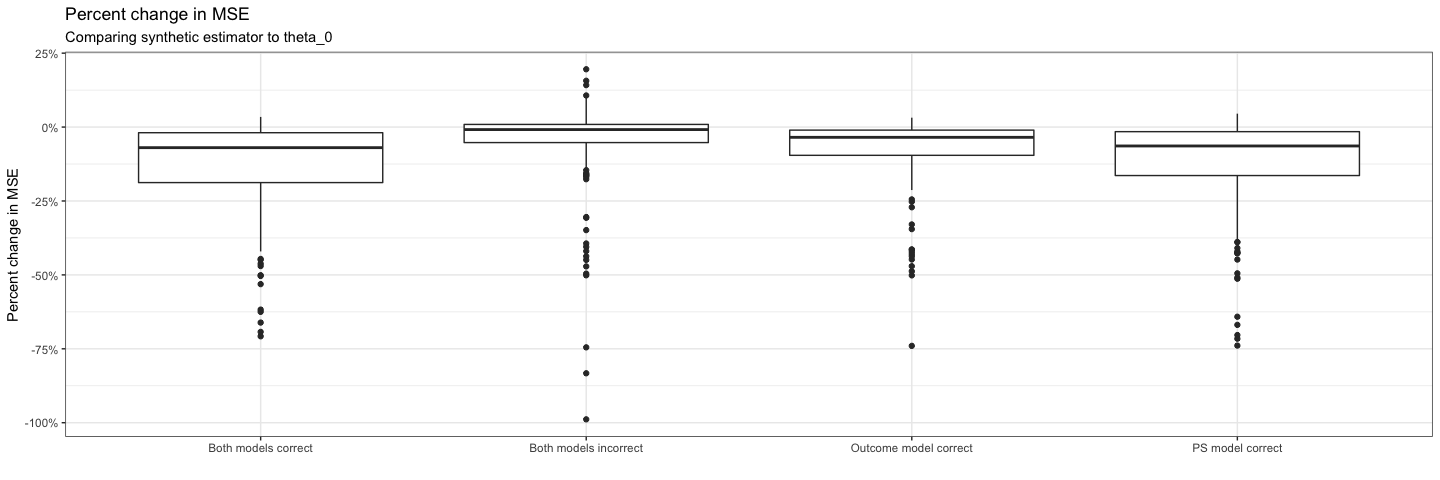 Percent change in MSE
Comparing synthetic estimator to theta_0
Percent change in MSE
25%
0%
-25%
-50%
-75%
-100%
Both models correct
Both models incorrect
Outcome model correct
PS model correct